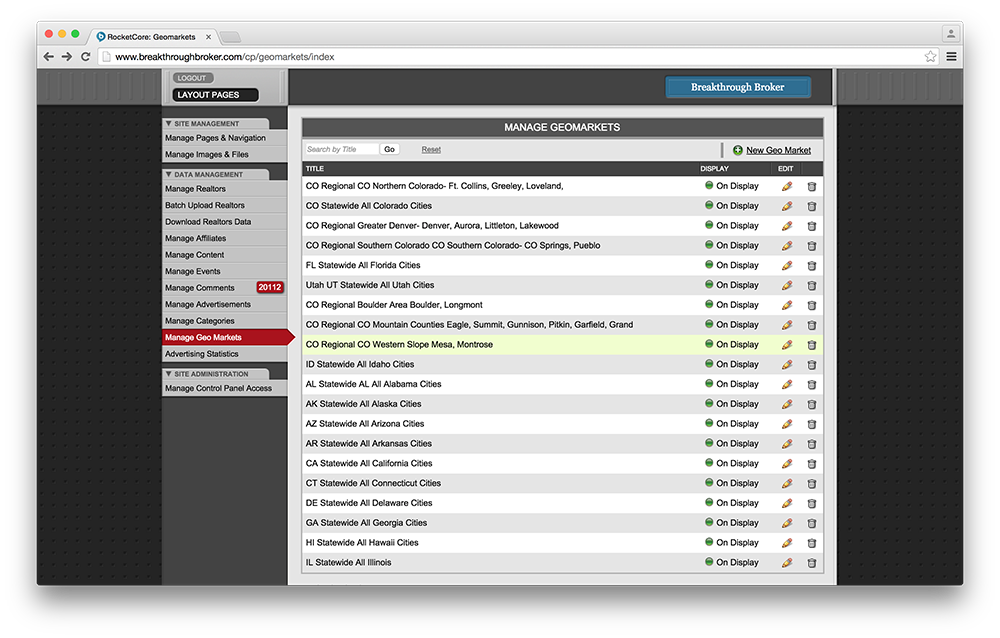 RocketCore: Geomarkets
www.breakthroughbroker.com/cp/geomarkets/index
LOGOUT
LAYOUT PAGES
Breakthrough Broker
SITE MANAGEMENT
Manage Pages & Navigation
Manage Images & Files
DATA MANAGEMENT
Manage Realtors
Batch Upload Realtors
Download Realtors Data
Manage Affiliates
Manage Content
Manage Events
Manage Comments 20112
Manage Advertisements
Manage Categories
Manage Geo Markets
Advertising Statistics
SITE ADMINISTRATION
Manage Control Panel Access
MANAGE GEOMARKETS
Search by Title Go Reset New Geo Market
TITLE DISPLAY EDIT
CO Regional CO Northern Colorado- Ft. Collins, Greeley, Loveland, On Display
CO Statewide All Colorado Cities On Display
CO Regional Greater Denver- Denver, Aurora, Littleton, Lakewood On Display
CO Regional Southern Colorado CO Southern Colorado- CO Springs, Pueblo On Display
FL Statewide All Florida Cities On Display
Utah UT Statewide All Utah Cities On Display
CO Regional Boulder Area Boulder, Longmont On Display
CO Regional CO Mountain Counties Eagle, Summit, Gunnison, Pitkin, Garfield, Grand On Display
CO Regional CO Western Slope Mesa, Montrose On Display
ID Statewide All Idaho Cities On Display
AL Statewide AL All Alabama Cities On Display
AK Statewide All Alaska Cities On Display
AZ Statewide All Arizona Cities On Display
AR Statewide All Arkansas Cities On Display
CA Statewide All California Cities On Display
CT Statewide All Connecticut Cities On Display
DE Statewide All Delaware Cities On Display
GA Statewide All Georgia Cities On Display
HI Statewide All Hawaii Cities On Display
IL Statewide All Illinois On Display